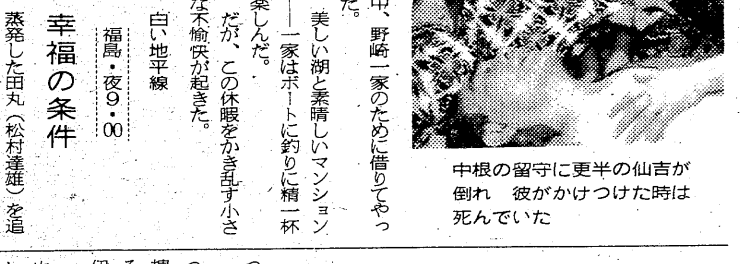 中根の留守に更半の仙吉が
倒れ 彼がかけつけた時は
死んでいた
中、野崎一家のために借りてやっ
た。
美しい湖と素晴しいマンション
――一家はボートに釣りに精一杯
楽しんだ。
だが、この休暇をかき乱す小さ
な不愉快が起きた。
白い地平線
福島・夜9・00
幸福の条件
蒸発した田丸（松村達雄）を追